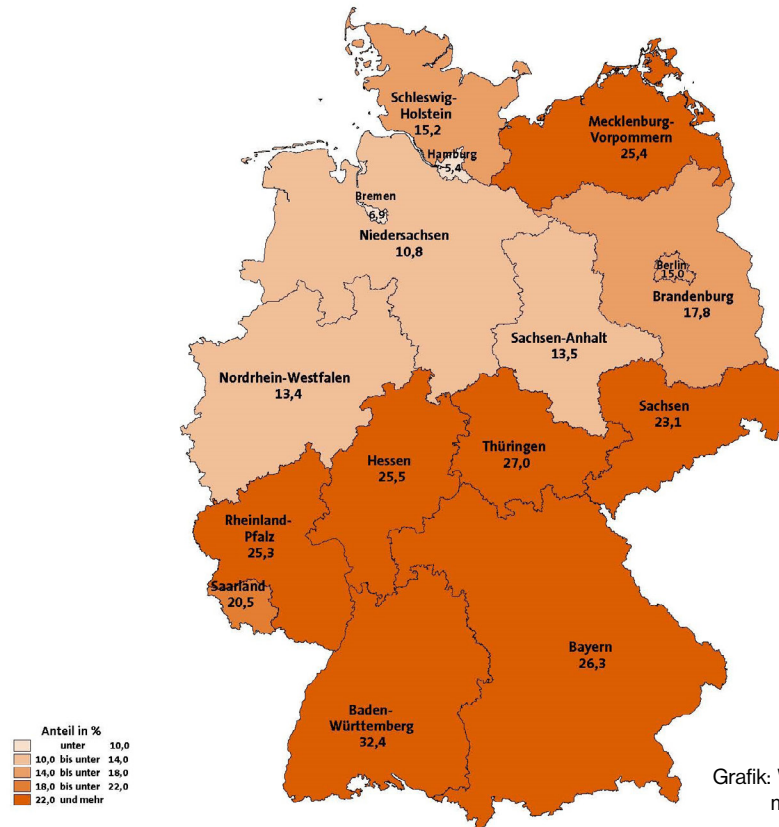 Schleswig-
Holstein
15,2
Mecklenburg-
Vorpommern
25,4
Hamburg
5,4
Bremen
6,9
Niedersachsen
10,8
Berlin
15,0
Brandenburg
17,8
Sachsen-Anhalt
13,5
Nordrhein-Westfalen
13,4
Sachsen
23,1
Thüringen
27,0
Hessen
25,5
Rheinland-
Pfalz
25,3
Saarland
20,5
Bayern
26,3
Baden-
Württemberg
32,4
Anteil in %
unter 10,0
10,0 bis unter 14,0
14,0 bis unter 18,0
18,0 bis unter 22,0
22,0 und mehr
Grafik: